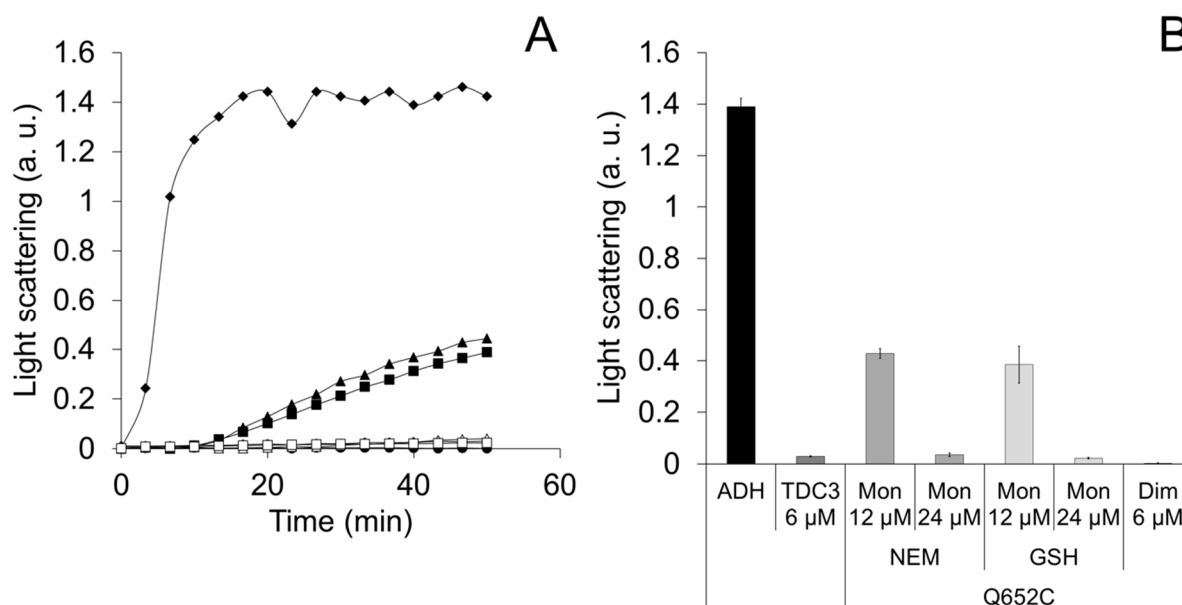 A
1.6
1.4
1.2
1
0.8
0.6
0.4
0.2
0
Light scattering (a. u.)
0 20 40 60
Time (min)
B
1.6
1.4
1.2
1
0.8
0.6
0.4
0.2
0
Light scattering (a. u.)
ADH TDC3 Mon Mon Mon Mon Dim
6 µM 12 µM 24 µM 12 µM 24 µM 6 µM
NEM GSH
Q652C